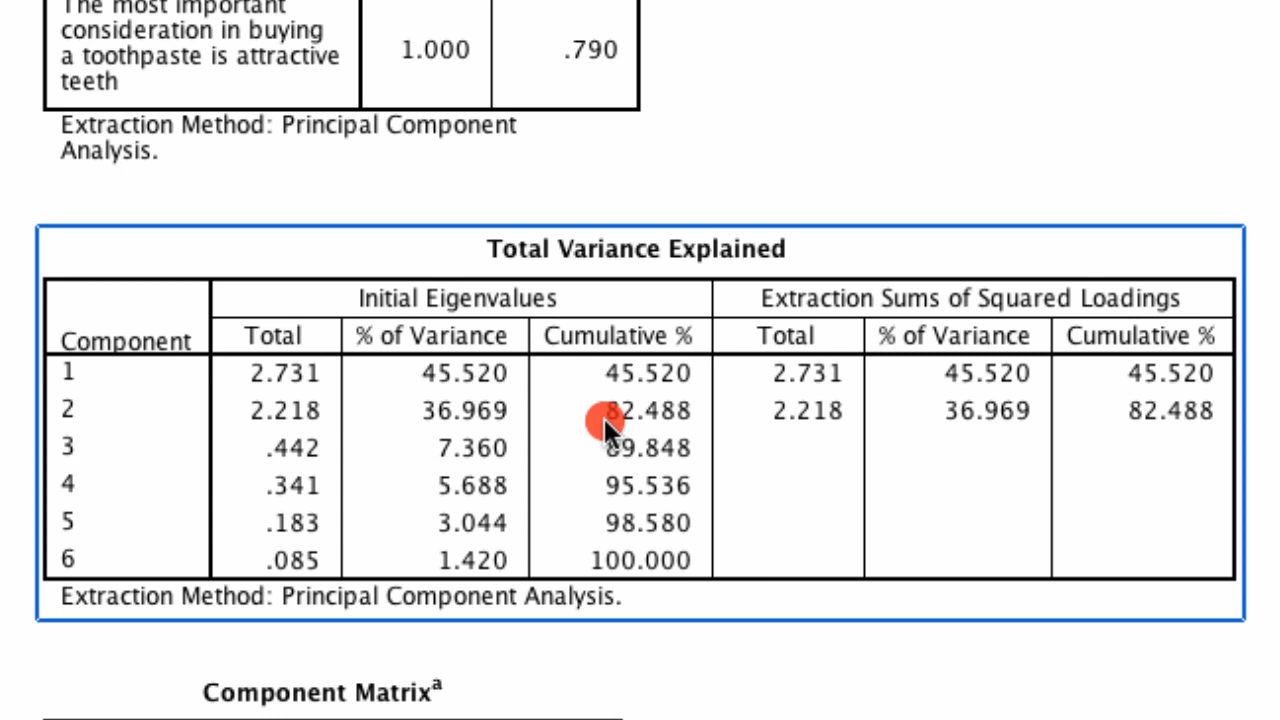 The most important
consideration in buying
a toothpaste is attractive
teeth
1.000 .790
Extraction Method: Principal Component
Analysis.
Total Variance Explained
Initial Eigenvalues Extraction Sums of Squared Loadings
Component Total % of Variance Cumulative % Total % of Variance Cumulative %
1 2.731 45.520 45.520 2.731 45.520 45.520
2 2.218 36.969 82.488 2.218 36.969 82.488
3 .442 7.360 89.848
4 .341 5.688 95.536
5 .183 3.044 98.580
6 .085 1.420 100.000
Extraction Method: Principal Component Analysis.
Component Matrixa